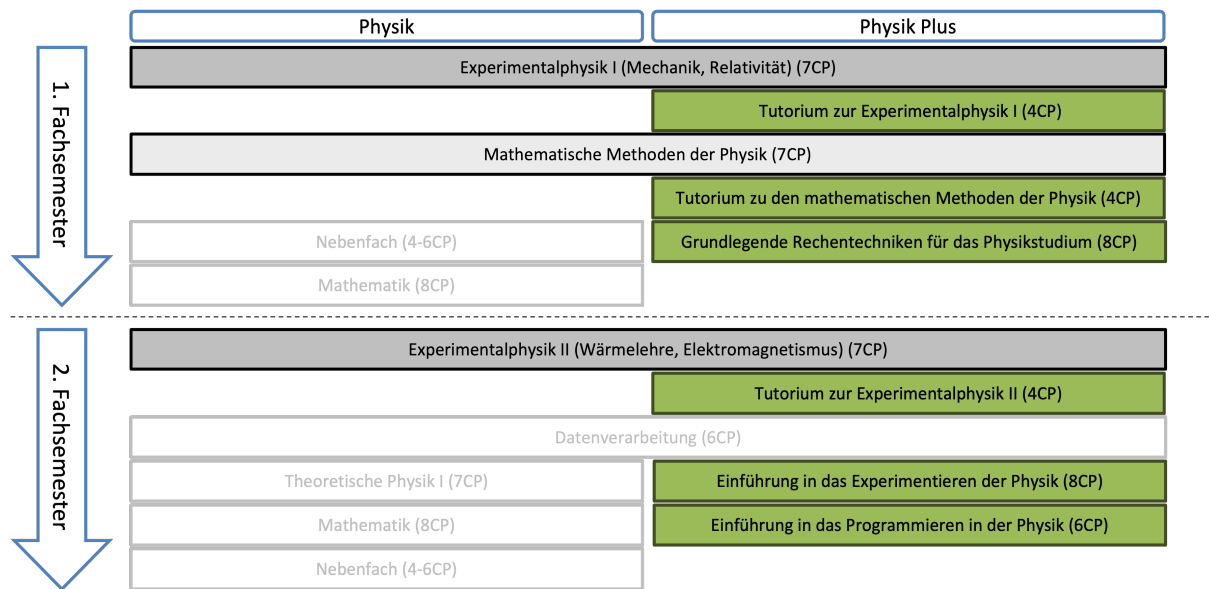 Physik
Physik Plus
1. Fachsemester
Experimentalphysik I (Mechanik, Relativität) (7CP)
Tutorium zur Experimentalphysik I (4CP)
Mathematische Methoden der Physik (7CP)
Tutorium zu den mathematischen Methoden der Physik (4CP)
Nebenfach (4-6CP)
Grundlegende Rechentechniken für das Physikstudium (8CP)
Mathematik (8CP)
2. Fachsemester
Experimentalphysik II (Wärmelehre, Elektromagnetismus) (7CP)
Tutorium zur Experimentalphysik II (4CP)
Datenverarbeitung (6CP)
Theoretische Physik I (7CP)
Einführung in das Experimentieren der Physik (8CP)
Mathematik (8CP)
Einführung in das Programmieren in der Physik (6CP)
Nebenfach (4-6CP)